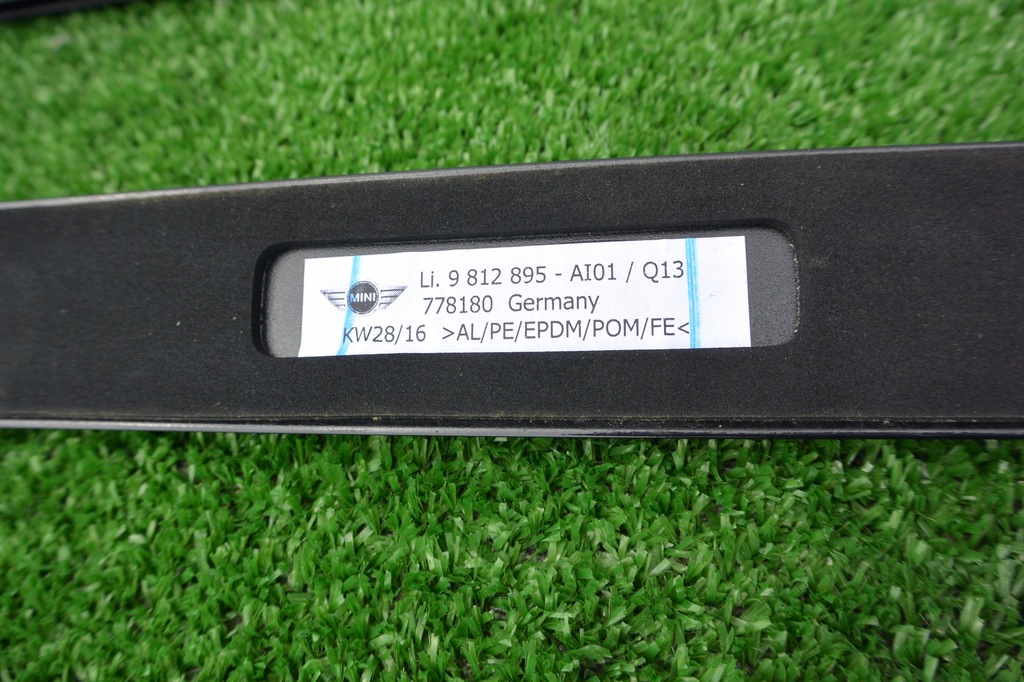 MINI
Li. 9 812 895 - AI01 / Q13
778180 Germany
KW28/16 >AL/PE/EPDM/POM/FE<